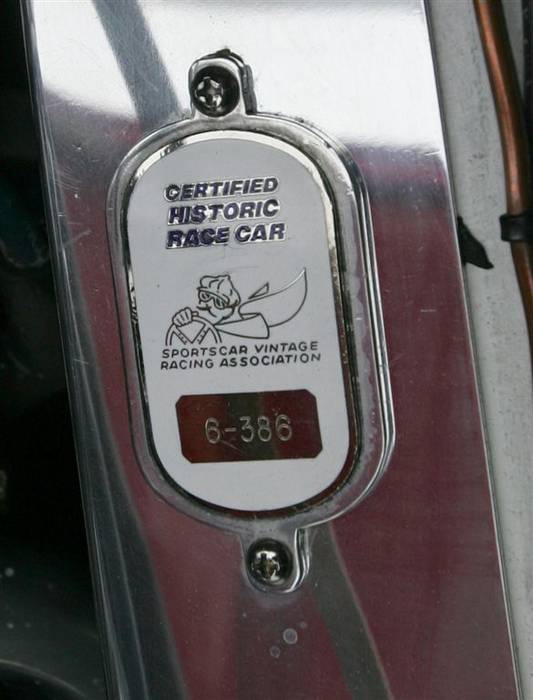 CERTIFIED
HISTORIC
RACE CAR
SPORTSCAR VINTAGE
RACING ASSOCIATION
6-386